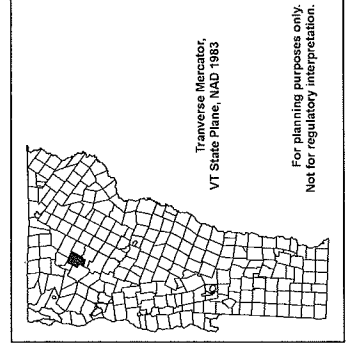 Tranverse Mercator,
VT State Plane, NAD 1983
For planning purposes only.
Not for regulatory interpretation.